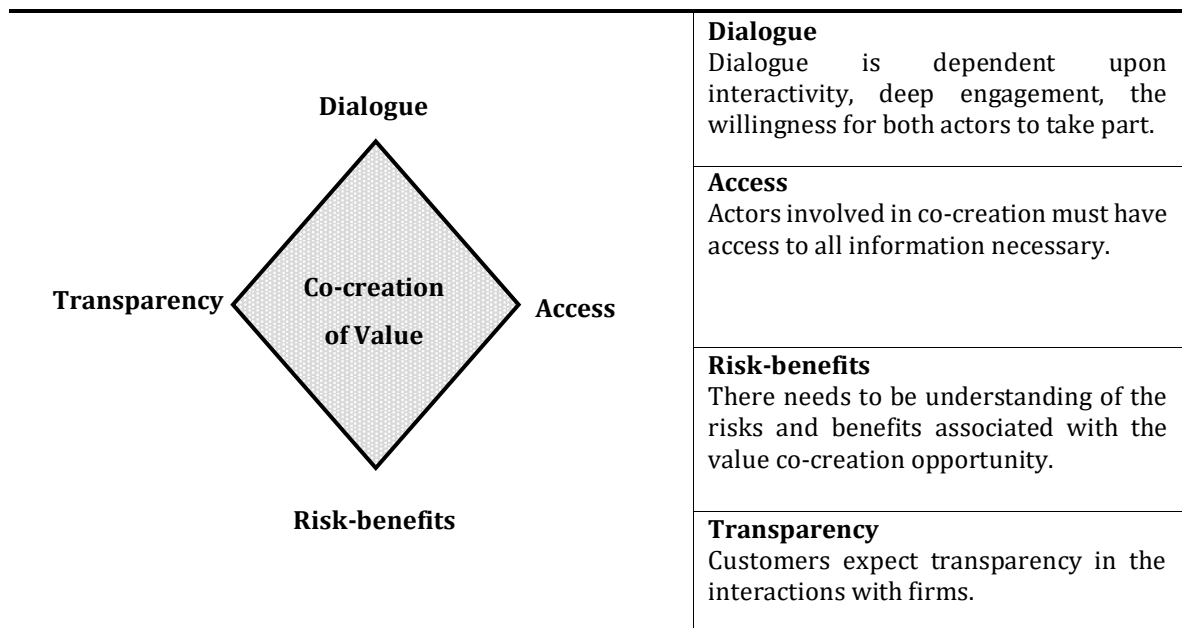 Dialogue
Transparency
Co-creation
of Value
Access
Risk-benefits
Dialogue
Dialogue is dependent upon
interactivity, deep engagement, the
willingness for both actors to take part.
Access
Actors involved in co-creation must have
access to all information necessary.
Risk-benefits
There needs to be understanding of the
risks and benefits associated with the
value co-creation opportunity.
Transparency
Customers expect transparency in the
interactions with firms.